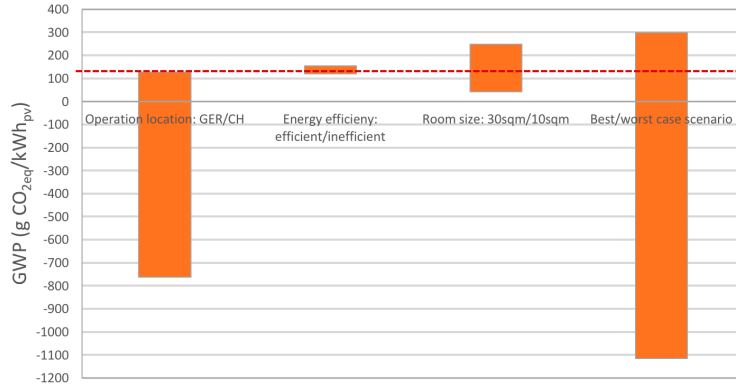 400
300
200
100
0
-100
-200
-300
-400
-500
-600
-700
-800
-900
-1000
-1100
-1200
GWP (g CO2eq/kWhpv)
Operation location: GER/CH
Energy efficieny:
efficient/inefficient
Room size: 30sqm/10sqm
Best/worst case scenario